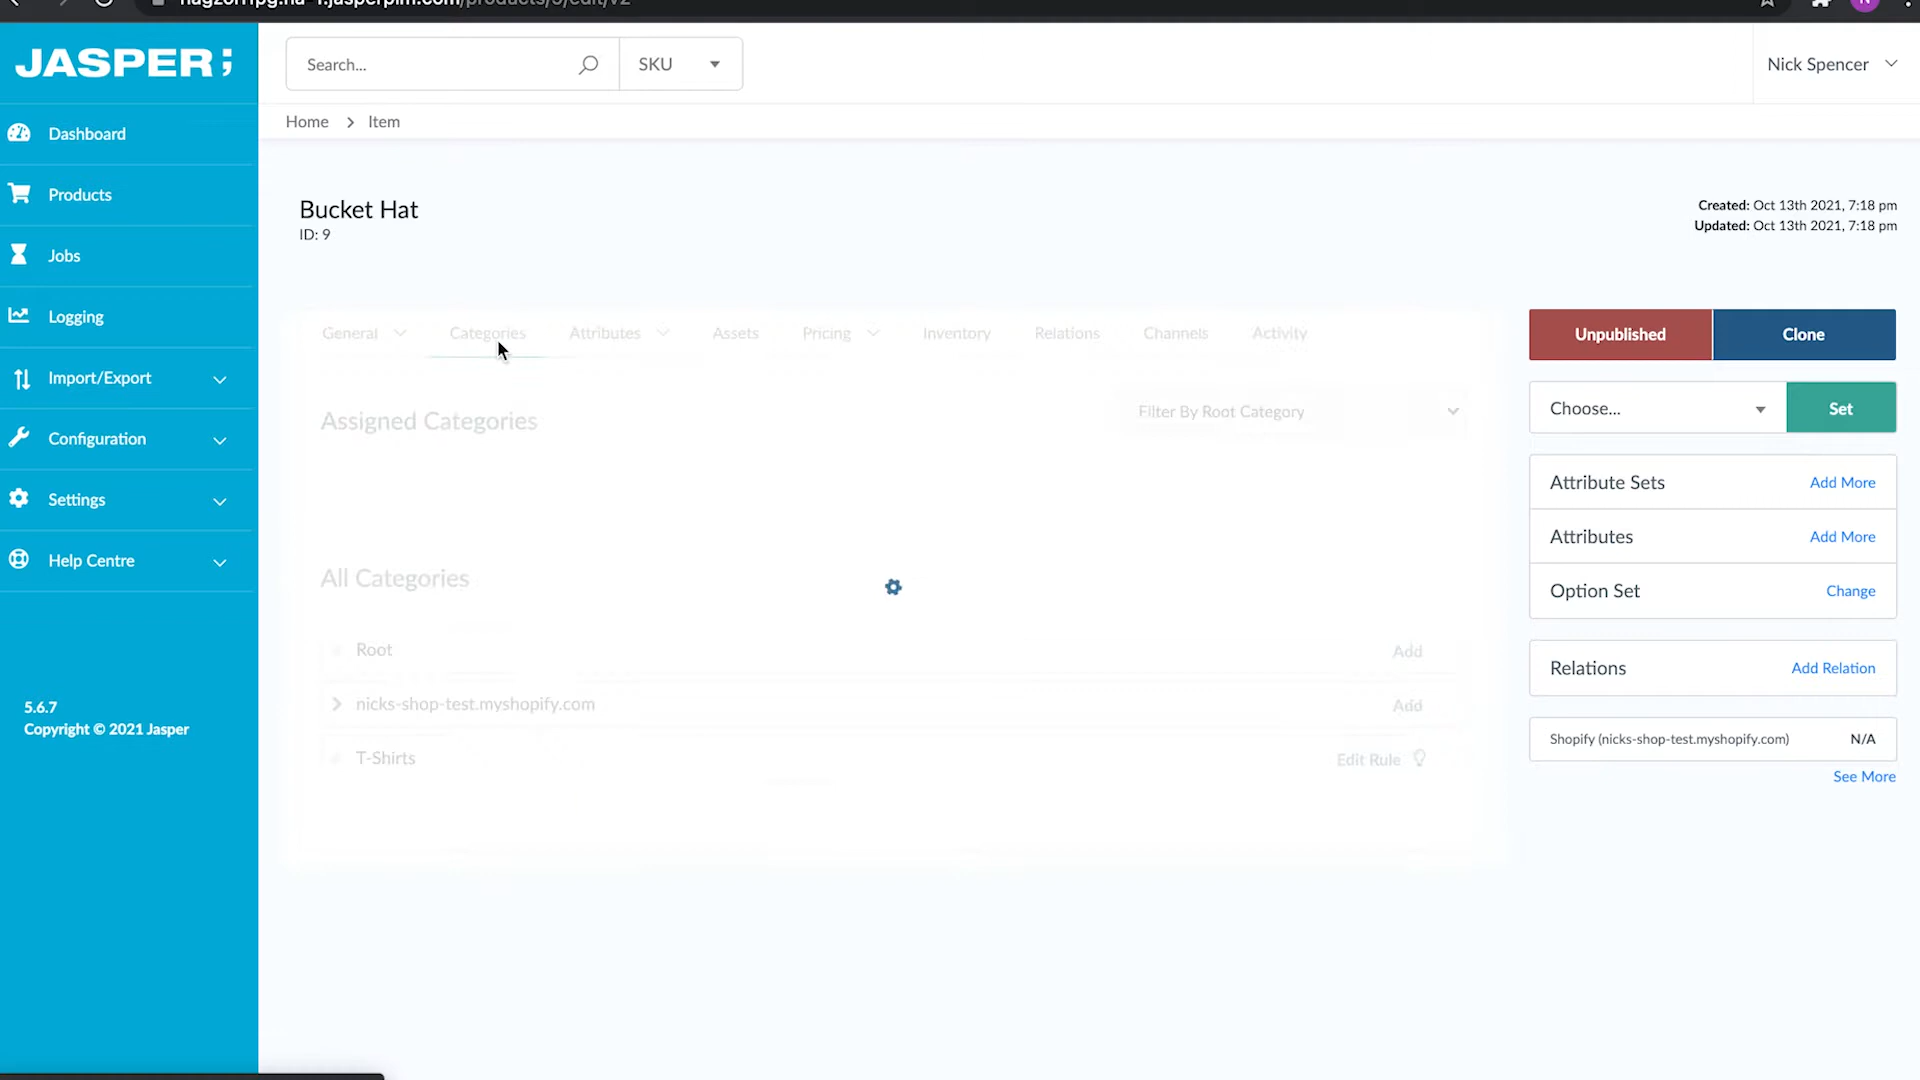 JASPER;
Search...
SKU
Nick Spencer
Home > Item
Dashboard
Products
Jobs
Logging
Import/Export
Configuration
Settings
Help Centre
5.6.7
Copyright © 2021 Jasper
Bucket Hat
ID: 9
Created: Oct 13th 2021, 7:18 pm
Updated: Oct 13th 2021, 7:18 pm
General Categories Attributes Assets Pricing Inventory Relations Channels Activity
Assigned Categories
Filter By Root Category
All Categories
Root Add
nicks-shop-test.myshopify.com Add
T-Shirts Edit Rule
Unpublished Clone
Choose... Set
Attribute Sets Add More
Attributes Add More
Option Set Change
Relations Add Relation
Shopify (nicks-shop-test.myshopify.com) N/A
See More